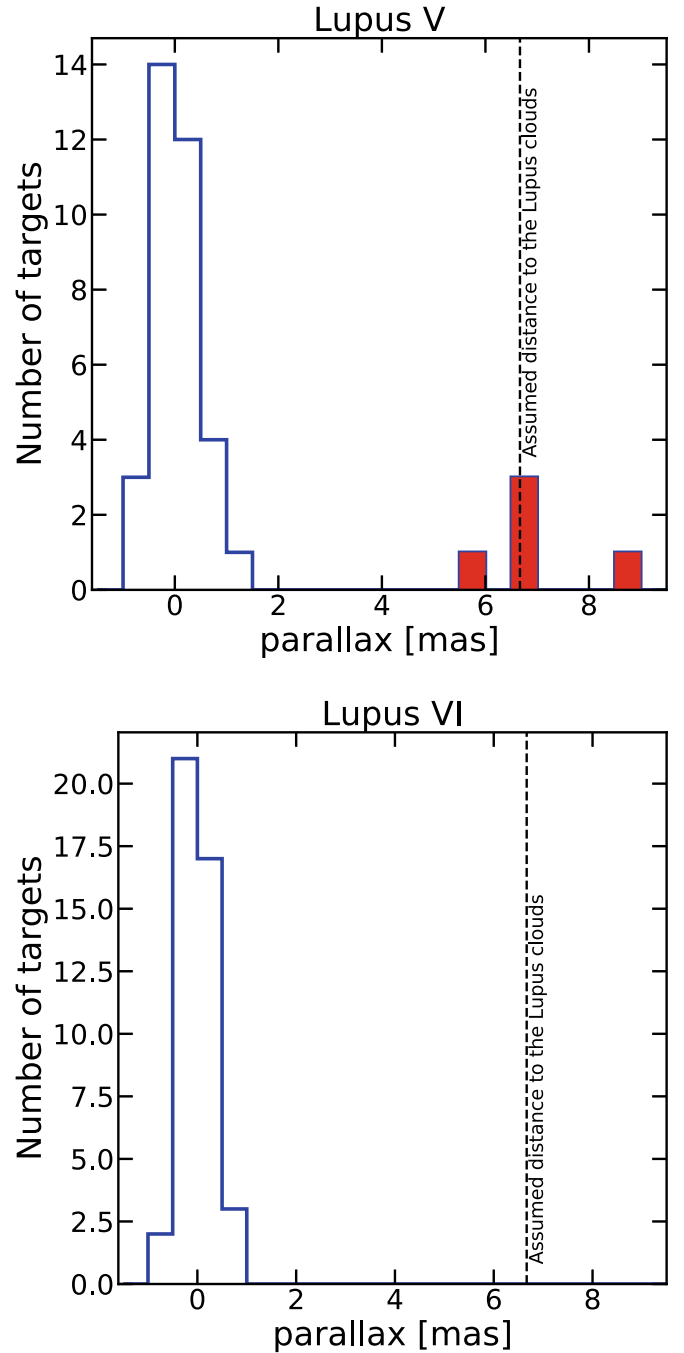 Lupus V
14
12
10
8
6
4
2
0
Number of targets
Assumed distance to the Lupus clouds
0 2 4 6 8
parallax [mas]
Lupus VI
20.0
17.5
15.0
12.5
10.0
7.5
5.0
2.5
0.0
Number of targets
Assumed distance to the Lupus clouds
0 2 4 6 8
parallax [mas]